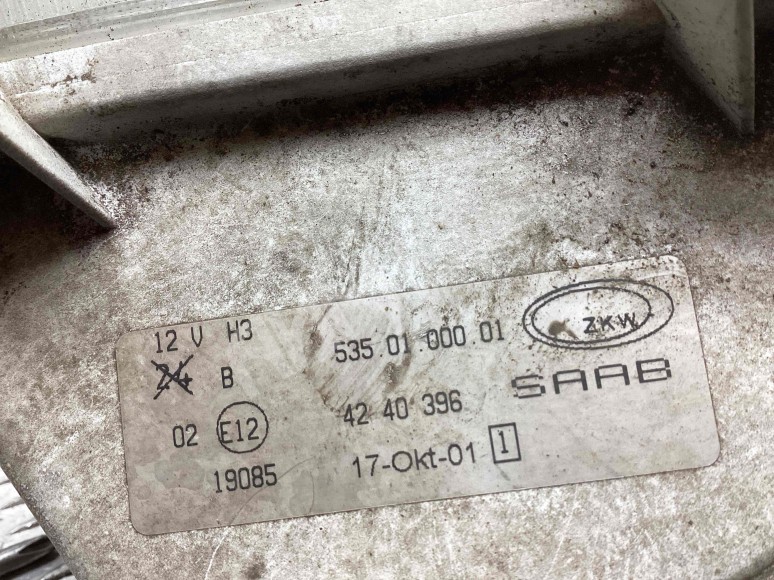 12 V H3
535.01.000.01
ZKW
24 B
SAAB
02 E12
42 40 396
19085
17-Okt-01 1